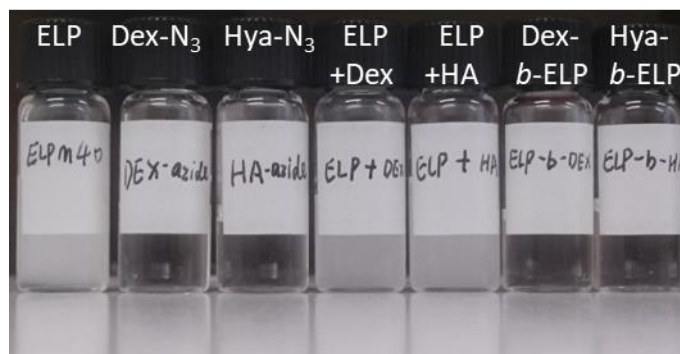 ELP
Dex-N₃
Hya-N₃
ELP
+Dex
ELP
+HA
Dex-
b-ELP
Hya-
b-ELP
ELPn40
DEX-azide
HA-azide
ELP + DEX
ELP + HA
ELP-b-DEX
ELP-b-HA